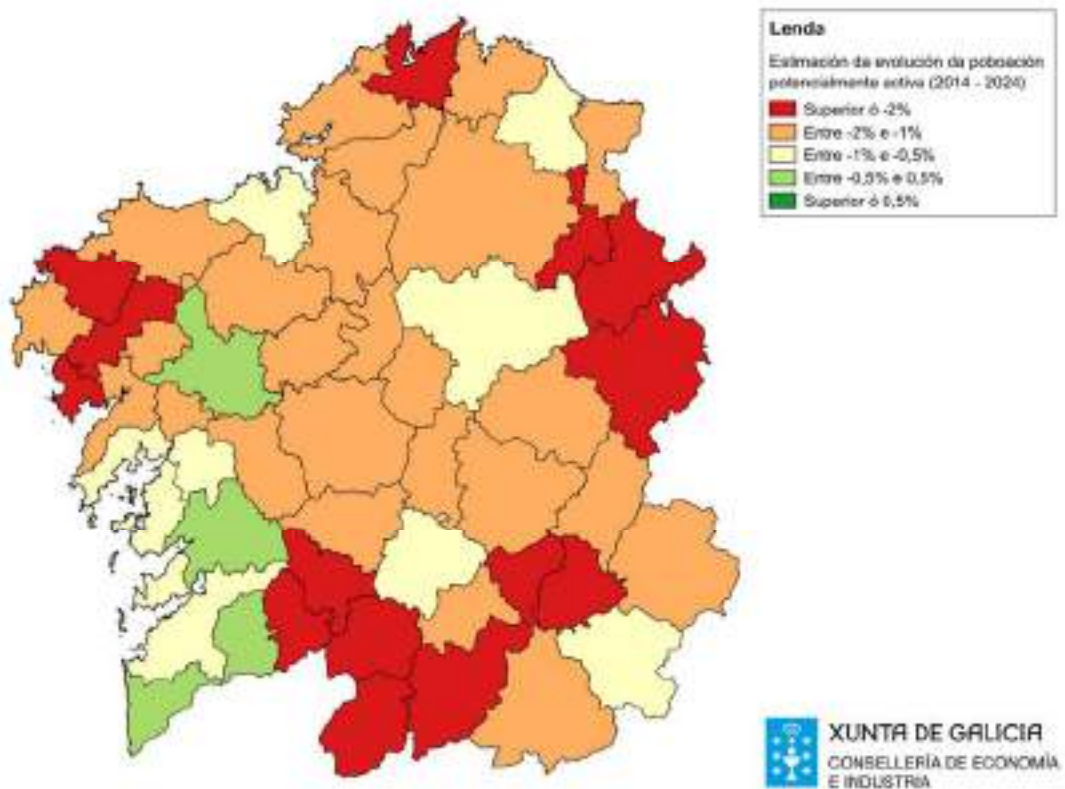 Lenda
Estimación da evolución da poboación
potencialmente activa (2014 - 2024)
Superior ó -2%
Entre -2% e -1%
Entre -1% e -0,5%
Entre -0,5% e 0,5%
Superior ó 0,5%
XUNTA DE GALICIA
CONSELLERÍA DE ECONOMÍA
E INDUSTRIA